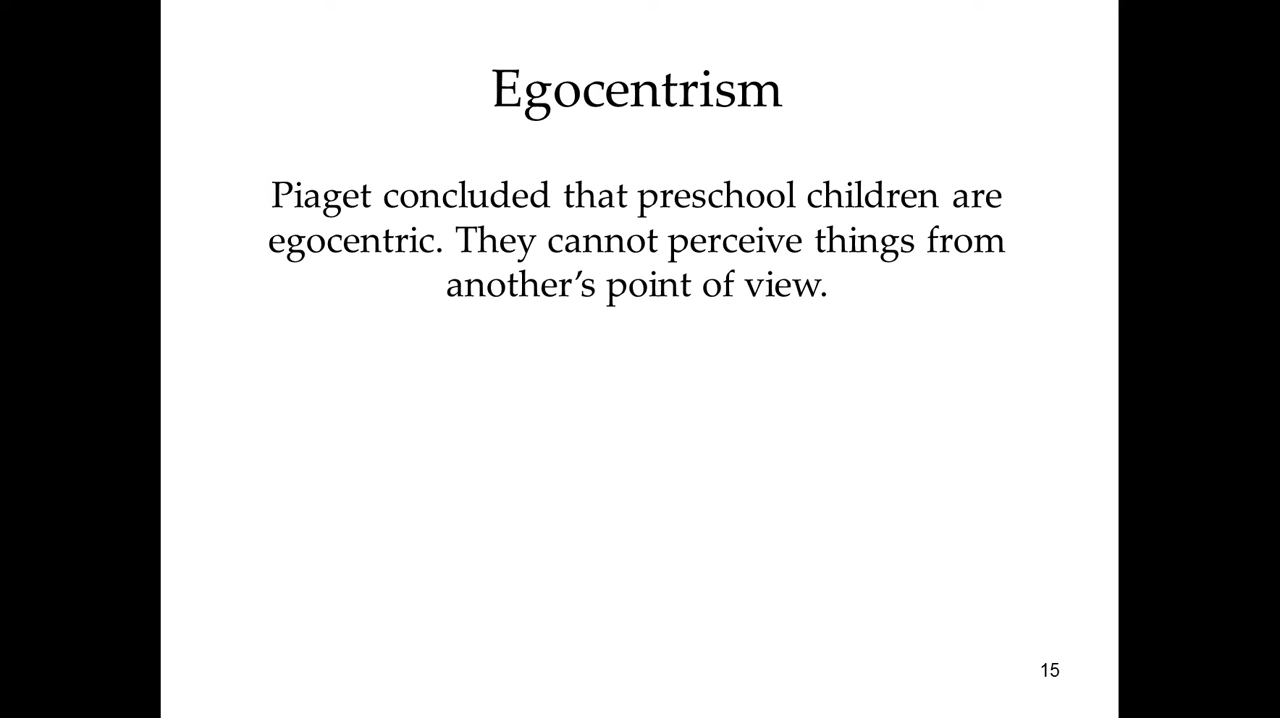 Egocentrism
Piaget concluded that preschool children are
egocentric. They cannot perceive things from
another’s point of view.
15